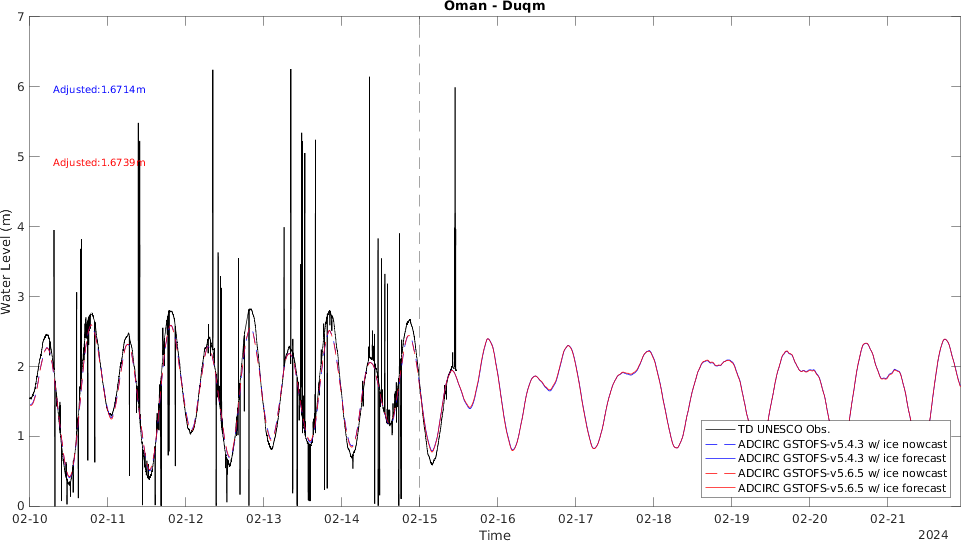 Oman - Duqm
7
6
5
4
3
2
1
0
Water Level (m)
Adjusted:1.6714m
Adjusted:1.6739m
TD UNESCO Obs.
ADCIRC GSTOFS-v5.4.3 w/ ice nowcast
ADCIRC GSTOFS-v5.4.3 w/ ice forecast
ADCIRC GSTOFS-v5.6.5 w/ ice nowcast
ADCIRC GSTOFS-v5.6.5 w/ ice forecast
02-10 02-11 02-12 02-13 02-14 02-15 02-16 02-17 02-18 02-19 02-20 02-21
Time
2024